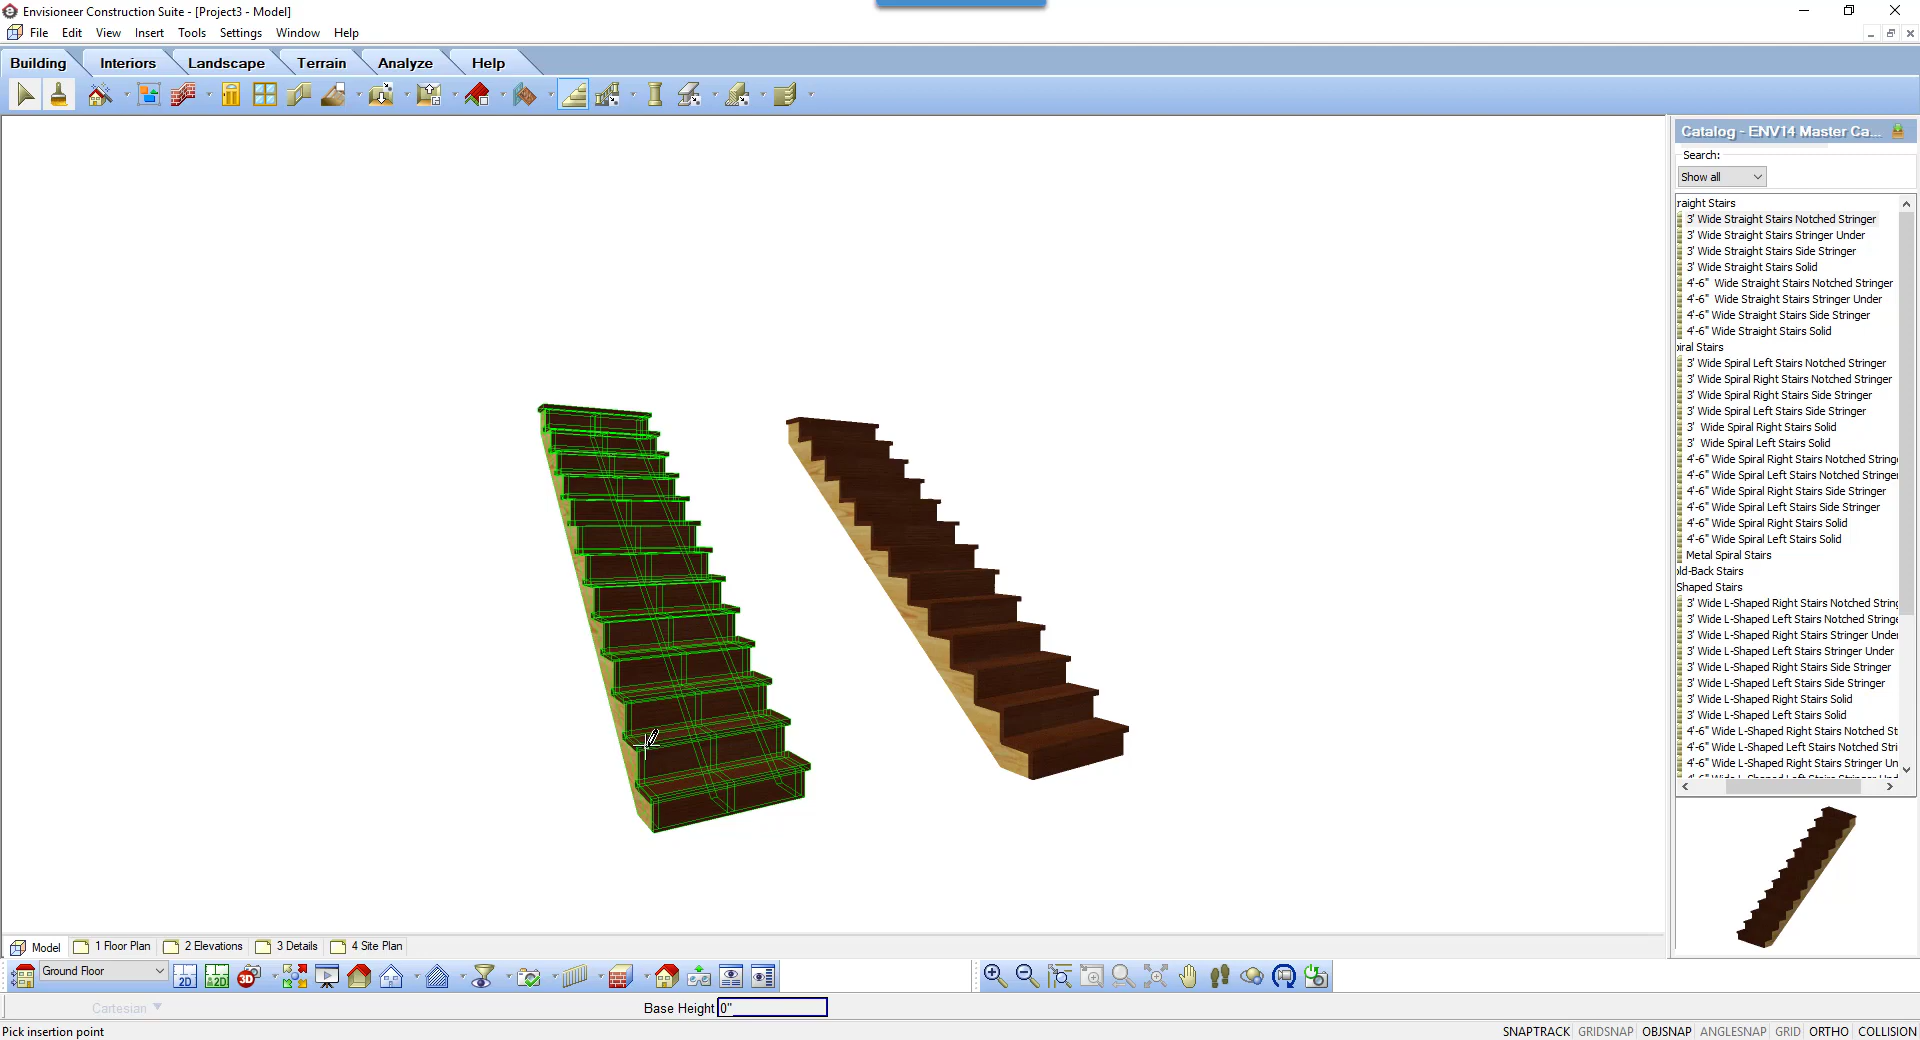 Envisioneer Construction Suite - [Project3 - Model]
File Edit View Insert Tools Settings Window Help
Building Interiors Landscape Terrain Analyze Help
Catalog - ENV14 Master Ca...
Search:
Show all
raight Stairs
3' Wide Straight Stairs Notched Stringer
3' Wide Straight Stairs Stringer Under
3' Wide Straight Stairs Side Stringer
3' Wide Straight Stairs Solid
4'-6" Wide Straight Stairs Notched Stringer
4'-6" Wide Straight Stairs Stringer Under
4'-6" Wide Straight Stairs Side Stringer
4'-6" Wide Straight Stairs Solid
iral Stairs
3' Wide Spiral Left Stairs Notched Stringer
3' Wide Spiral Right Stairs Notched Stringer
3' Wide Spiral Right Stairs Side Stringer
3' Wide Spiral Left Stairs Side Stringer
3' Wide Spiral Right Stairs Solid
3' Wide Spiral Left Stairs Solid
4'-6" Wide Spiral Right Stairs Notched String
4'-6" Wide Spiral Left Stairs Notched Stringe
4'-6" Wide Spiral Right Stairs Side Stringer
4'-6" Wide Spiral Left Stairs Side Stringer
4'-6" Wide Spiral Right Stairs Solid
4'-6" Wide Spiral Left Stairs Solid
Metal Spiral Stairs
ld-Back Stairs
Shaped Stairs
3' Wide L-Shaped Right Stairs Notched String
3' Wide L-Shaped Left Stairs Notched Stringe
3' Wide L-Shaped Right Stairs Stringer Under
3' Wide L-Shaped Left Stairs Stringer Under
3' Wide L-Shaped Right Stairs Side Stringer
3' Wide L-Shaped Left Stairs Side Stringer
3' Wide L-Shaped Right Stairs Solid
3' Wide L-Shaped Left Stairs Solid
4'-6" Wide L-Shaped Right Stairs Notched St
4'-6" Wide L-Shaped Left Stairs Notched Stri
4'-6" Wide L-Shaped Right Stairs Stringer Un
Model 1 Floor Plan 2 Elevations 3 Details 4 Site Plan
Ground Floor 2D 2D 3D
Cartesian Base Height 0"
Pick insertion point SNAPTRACK GRIDSNAP OBJSNAP ANGLESNAP GRID ORTHO COLLISION